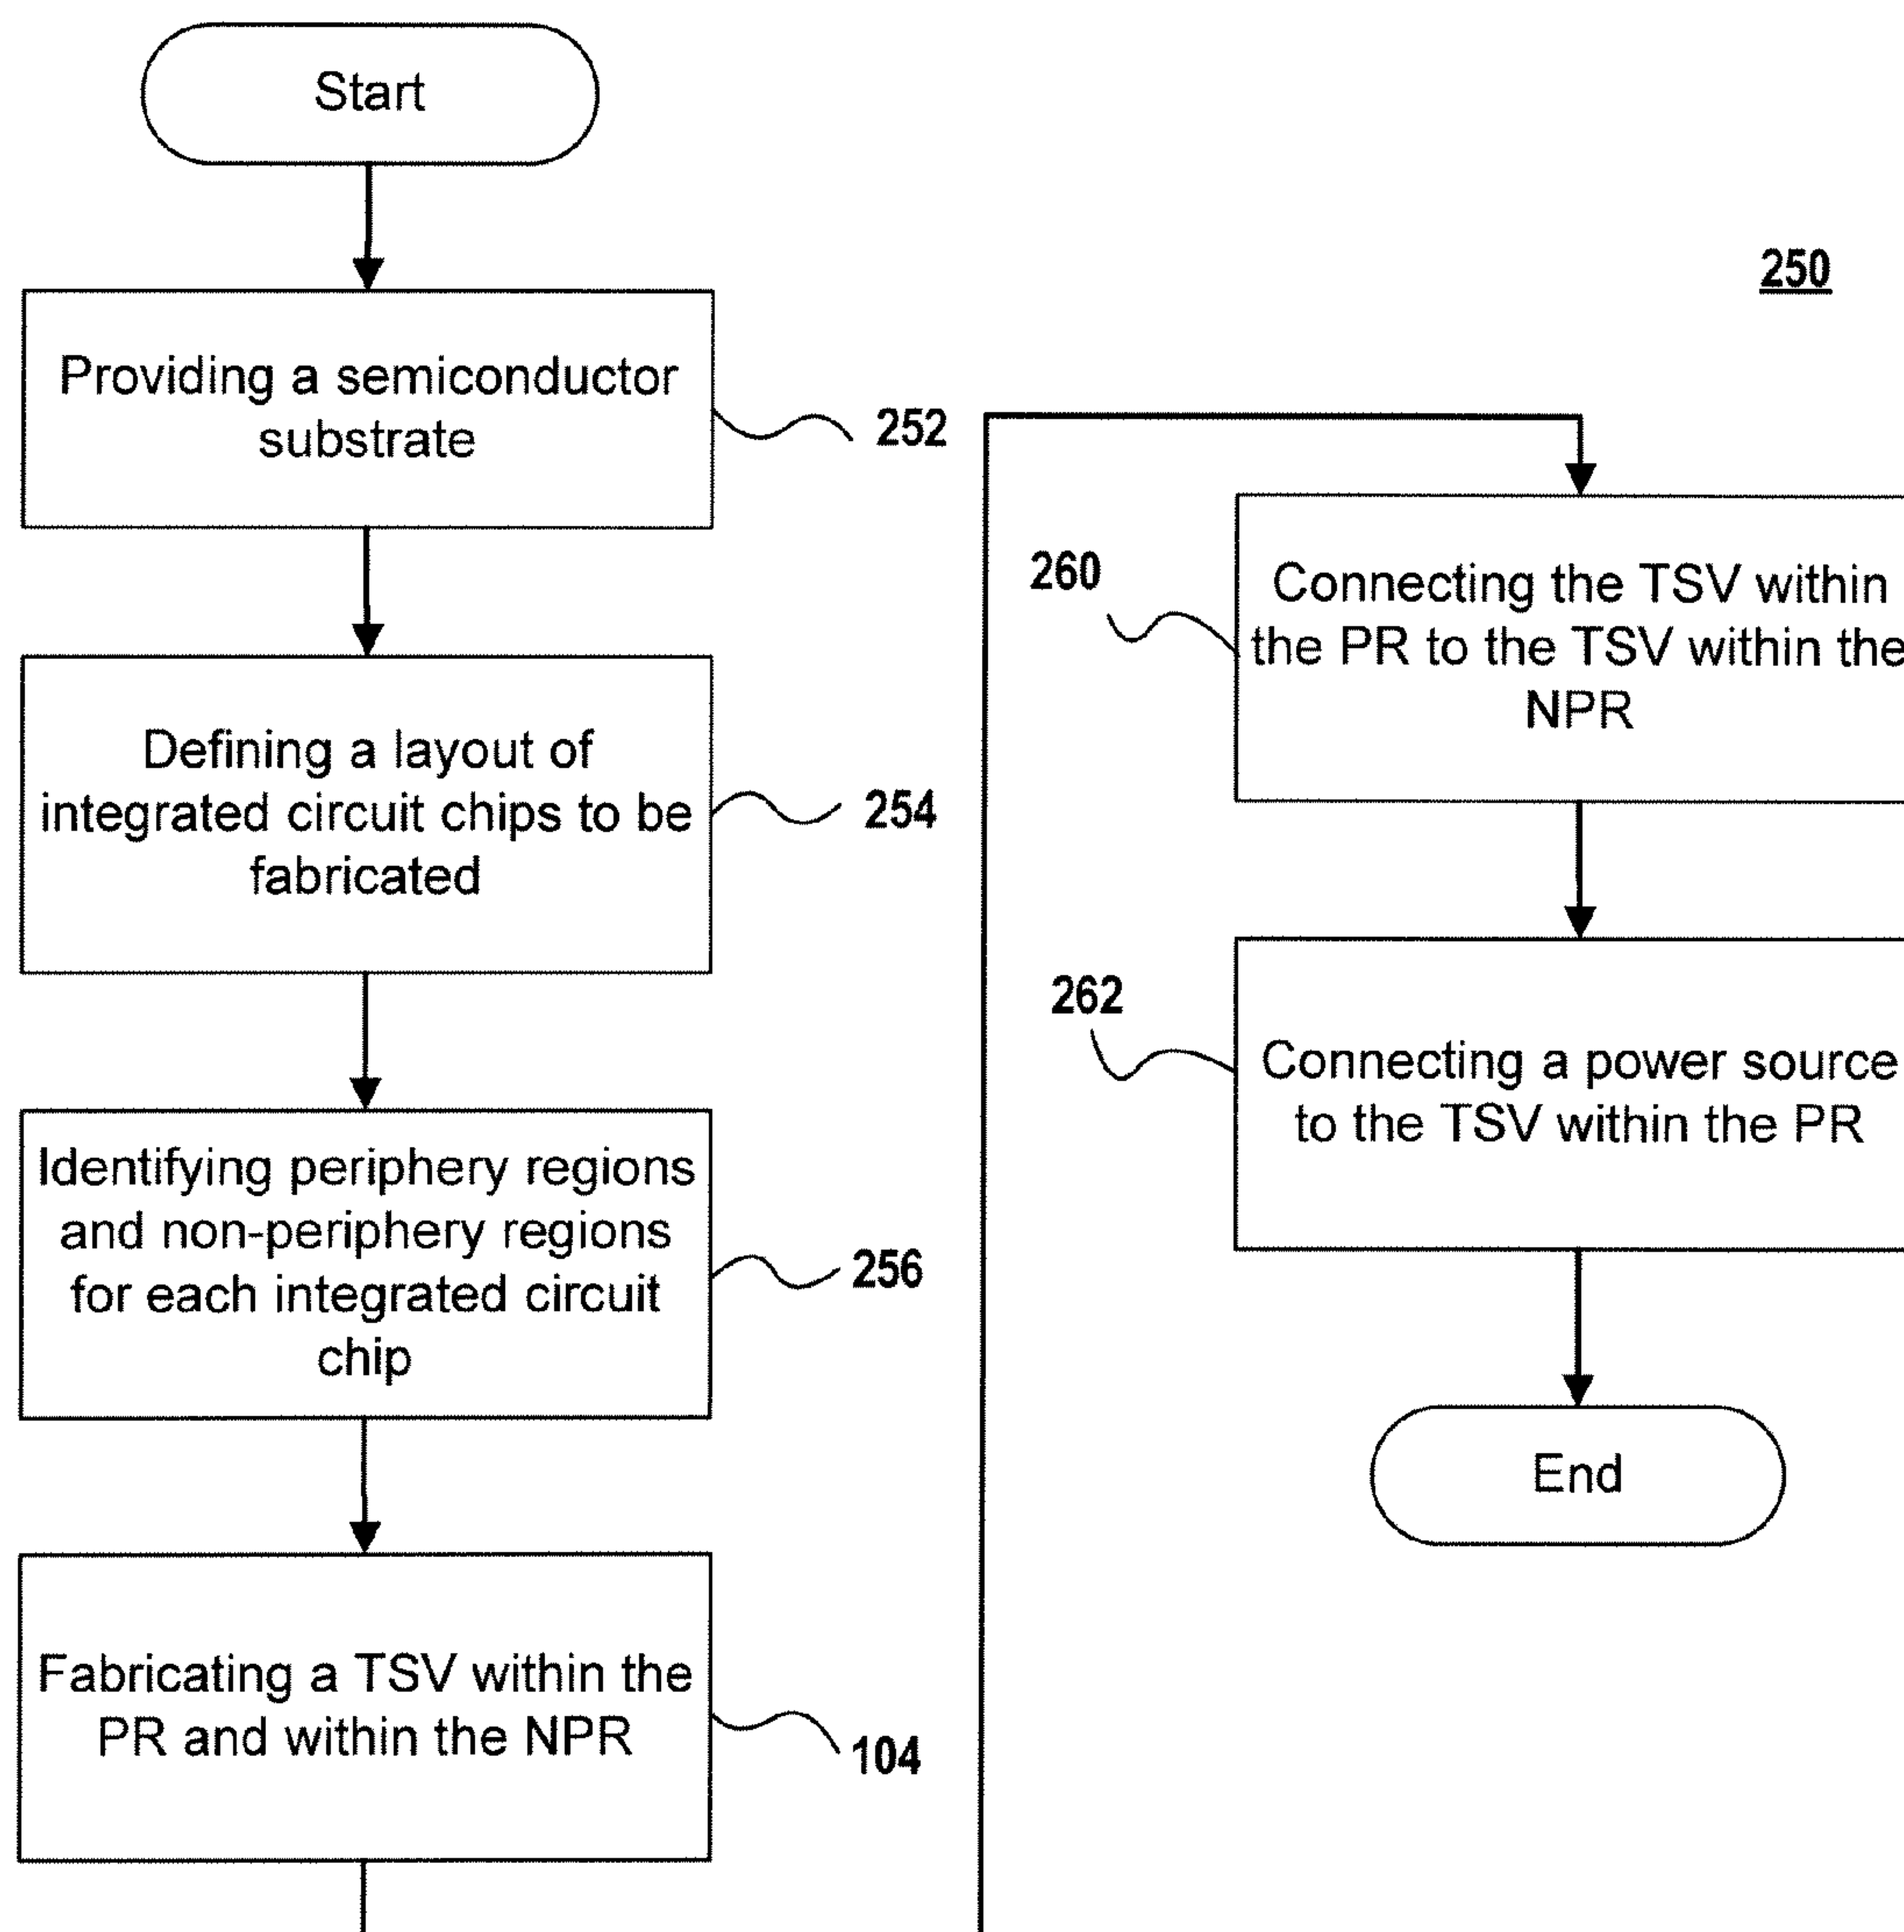 Start
250
Providing a semiconductor
substrate
252
Defining a layout of
integrated circuit chips to be
fabricated
254
Identifying periphery regions
and non-periphery regions
for each integrated circuit
chip
256
Fabricating a TSV within the
PR and within the NPR
104
260
Connecting the TSV within
the PR to the TSV within the
NPR
262
Connecting a power source
to the TSV within the PR
End